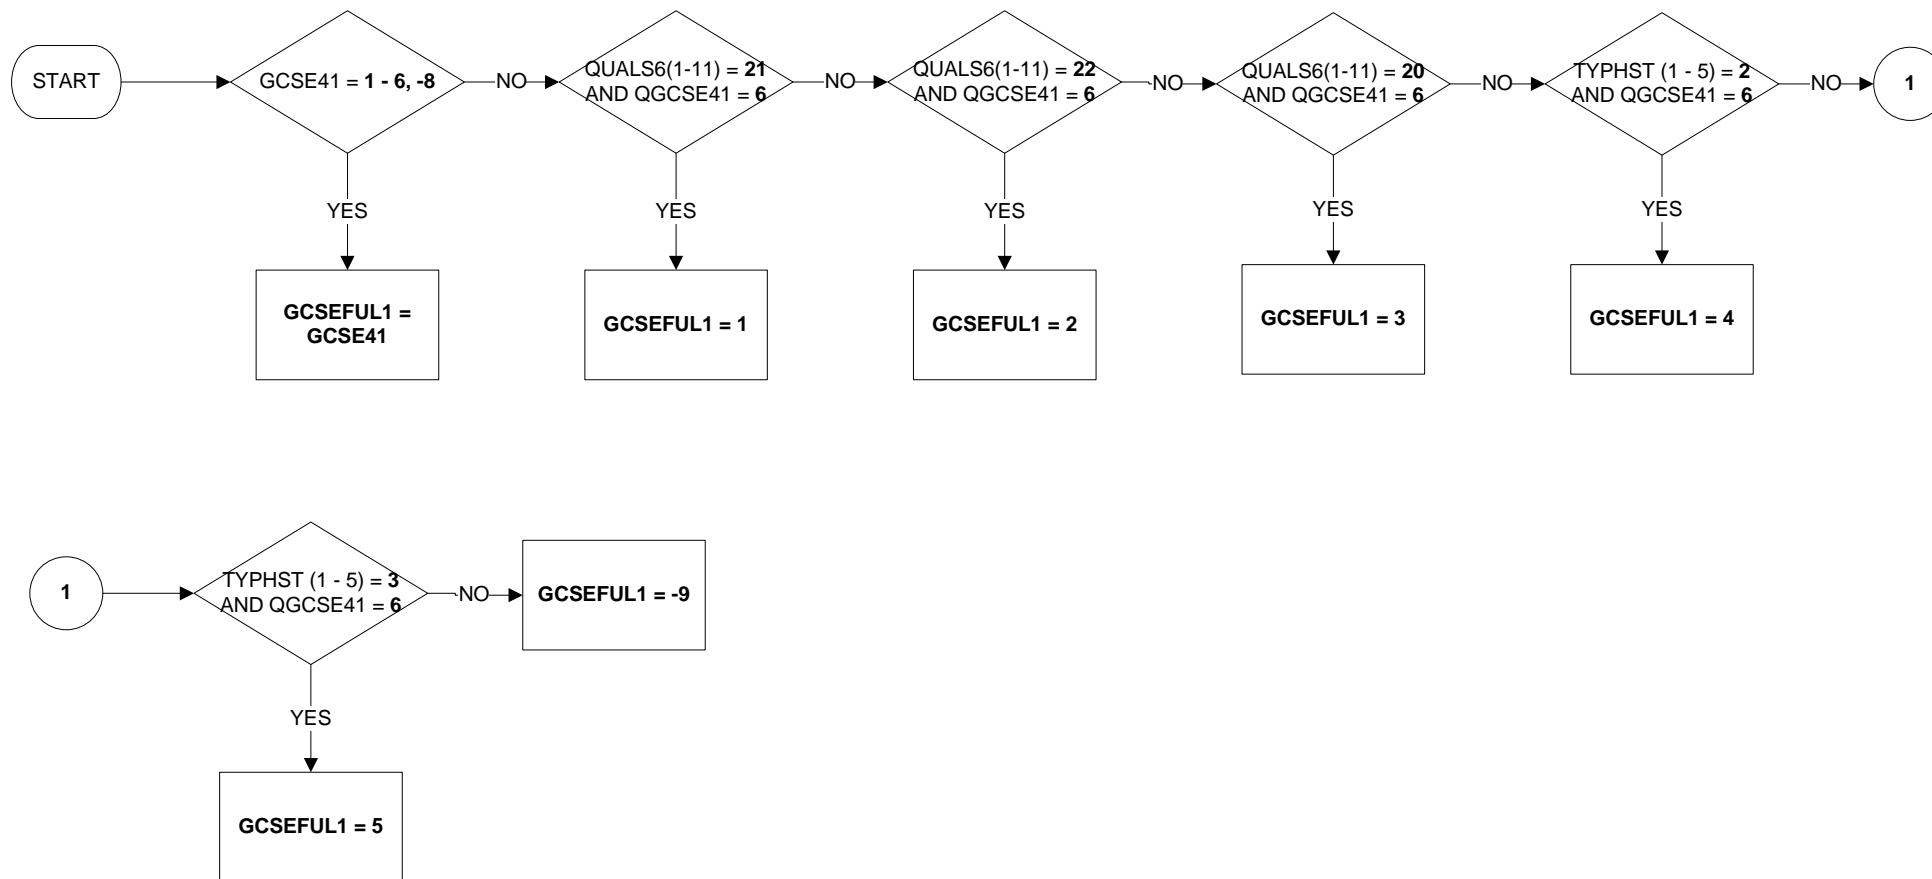 START
GCSE41 = 1 - 6, -8
NO
QUALS6(1-11) = 21
AND QGCSE41 = 6
NO
QUALS6(1-11) = 22
AND QGCSE41 = 6
NO
QUALS6(1-11) = 20
AND QGCSE41 = 6
NO
TYPHST (1 - 5) = 2
AND QGCSE41 = 6
NO
1
YES
YES
YES
YES
YES
GCSEFUL1 =
GCSE41
GCSEFUL1 = 1
GCSEFUL1 = 2
GCSEFUL1 = 3
GCSEFUL1 = 4
1
TYPHST (1 - 5) = 3
AND QGCSE41 = 6
NO
GCSEFUL1 = -9
YES
GCSEFUL1 = 5